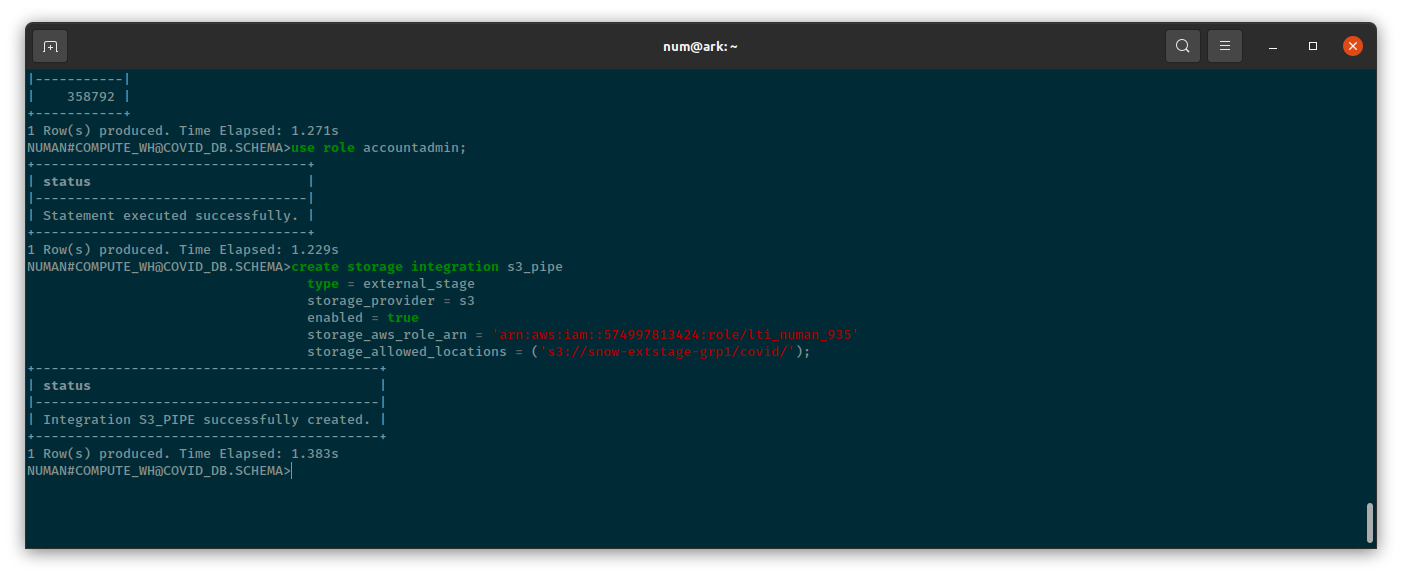 num@ark: ~
|-----------|
|    358792 |
+-----------+
1 Row(s) produced. Time Elapsed: 1.271s
NUMAN#COMPUTE_WH@COVID_DB.SCHEMA>use role accountadmin;
+----------------------------------+
| status                           |
|----------------------------------|
| Statement executed successfully. |
+----------------------------------+
1 Row(s) produced. Time Elapsed: 1.229s
NUMAN#COMPUTE_WH@COVID_DB.SCHEMA>create storage integration s3_pipe
                                   type = external_stage
                                   storage_provider = s3
                                   enabled = true
                                   storage_aws_role_arn = 'arn:aws:iam::574997813424:role/lti_numan_935'
                                   storage_allowed_locations = ('s3://snow-extstage-grp1/covid/');
+-------------------------------------------+
| status                                    |
|-------------------------------------------|
| Integration S3_PIPE successfully created. |
+-------------------------------------------+
1 Row(s) produced. Time Elapsed: 1.383s
NUMAN#COMPUTE_WH@COVID_DB.SCHEMA>